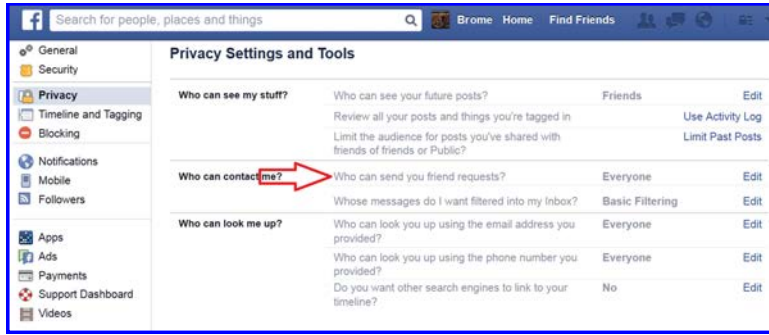 f Search for people, places and things Brome Home Find Friends
General
Security
Privacy
Timeline and Tagging
Blocking
Notifications
Mobile
Followers
Apps
Ads
Payments
Support Dashboard
Videos
Privacy Settings and Tools
Who can see my stuff? Who can see your future posts? Friends Edit
Review all your posts and things you're tagged in Use Activity Log
Limit the audience for posts you've shared with Limit Past Posts
friends of friends or Public?
Who can contact me? Who can send you friend requests? Everyone Edit
Whose messages do I want filtered into my Inbox? Basic Filtering Edit
Who can look me up? Who can look you up using the email address you Everyone Edit
provided?
Who can look you up using the phone number you Everyone Edit
provided?
Do you want other search engines to link to your No Edit
timeline?